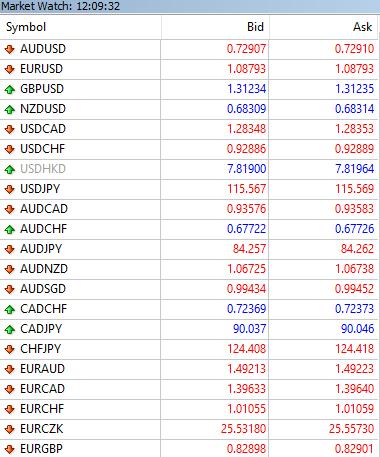 Market Watch: 12:09:32
Symbol Bid Ask
AUDUSD 0.72907 0.72910
EURUSD 1.08793 1.08793
GBPUSD 1.31234 1.31235
NZDUSD 0.68309 0.68314
USDCAD 1.28348 1.28353
USDCHF 0.92886 0.92889
USDHKD 7.81900 7.81964
USDJPY 115.567 115.569
AUDCAD 0.93576 0.93583
AUDCHF 0.67722 0.67726
AUDJPY 84.257 84.262
AUDNZD 1.06725 1.06738
AUDSGD 0.99434 0.99452
CADCHF 0.72369 0.72373
CADJPY 90.037 90.046
CHFJPY 124.408 124.418
EURAUD 1.49213 1.49223
EURCAD 1.39633 1.39640
EURCHF 1.01055 1.01059
EURCZK 25.53180 25.55730
EURGBP 0.82898 0.82901